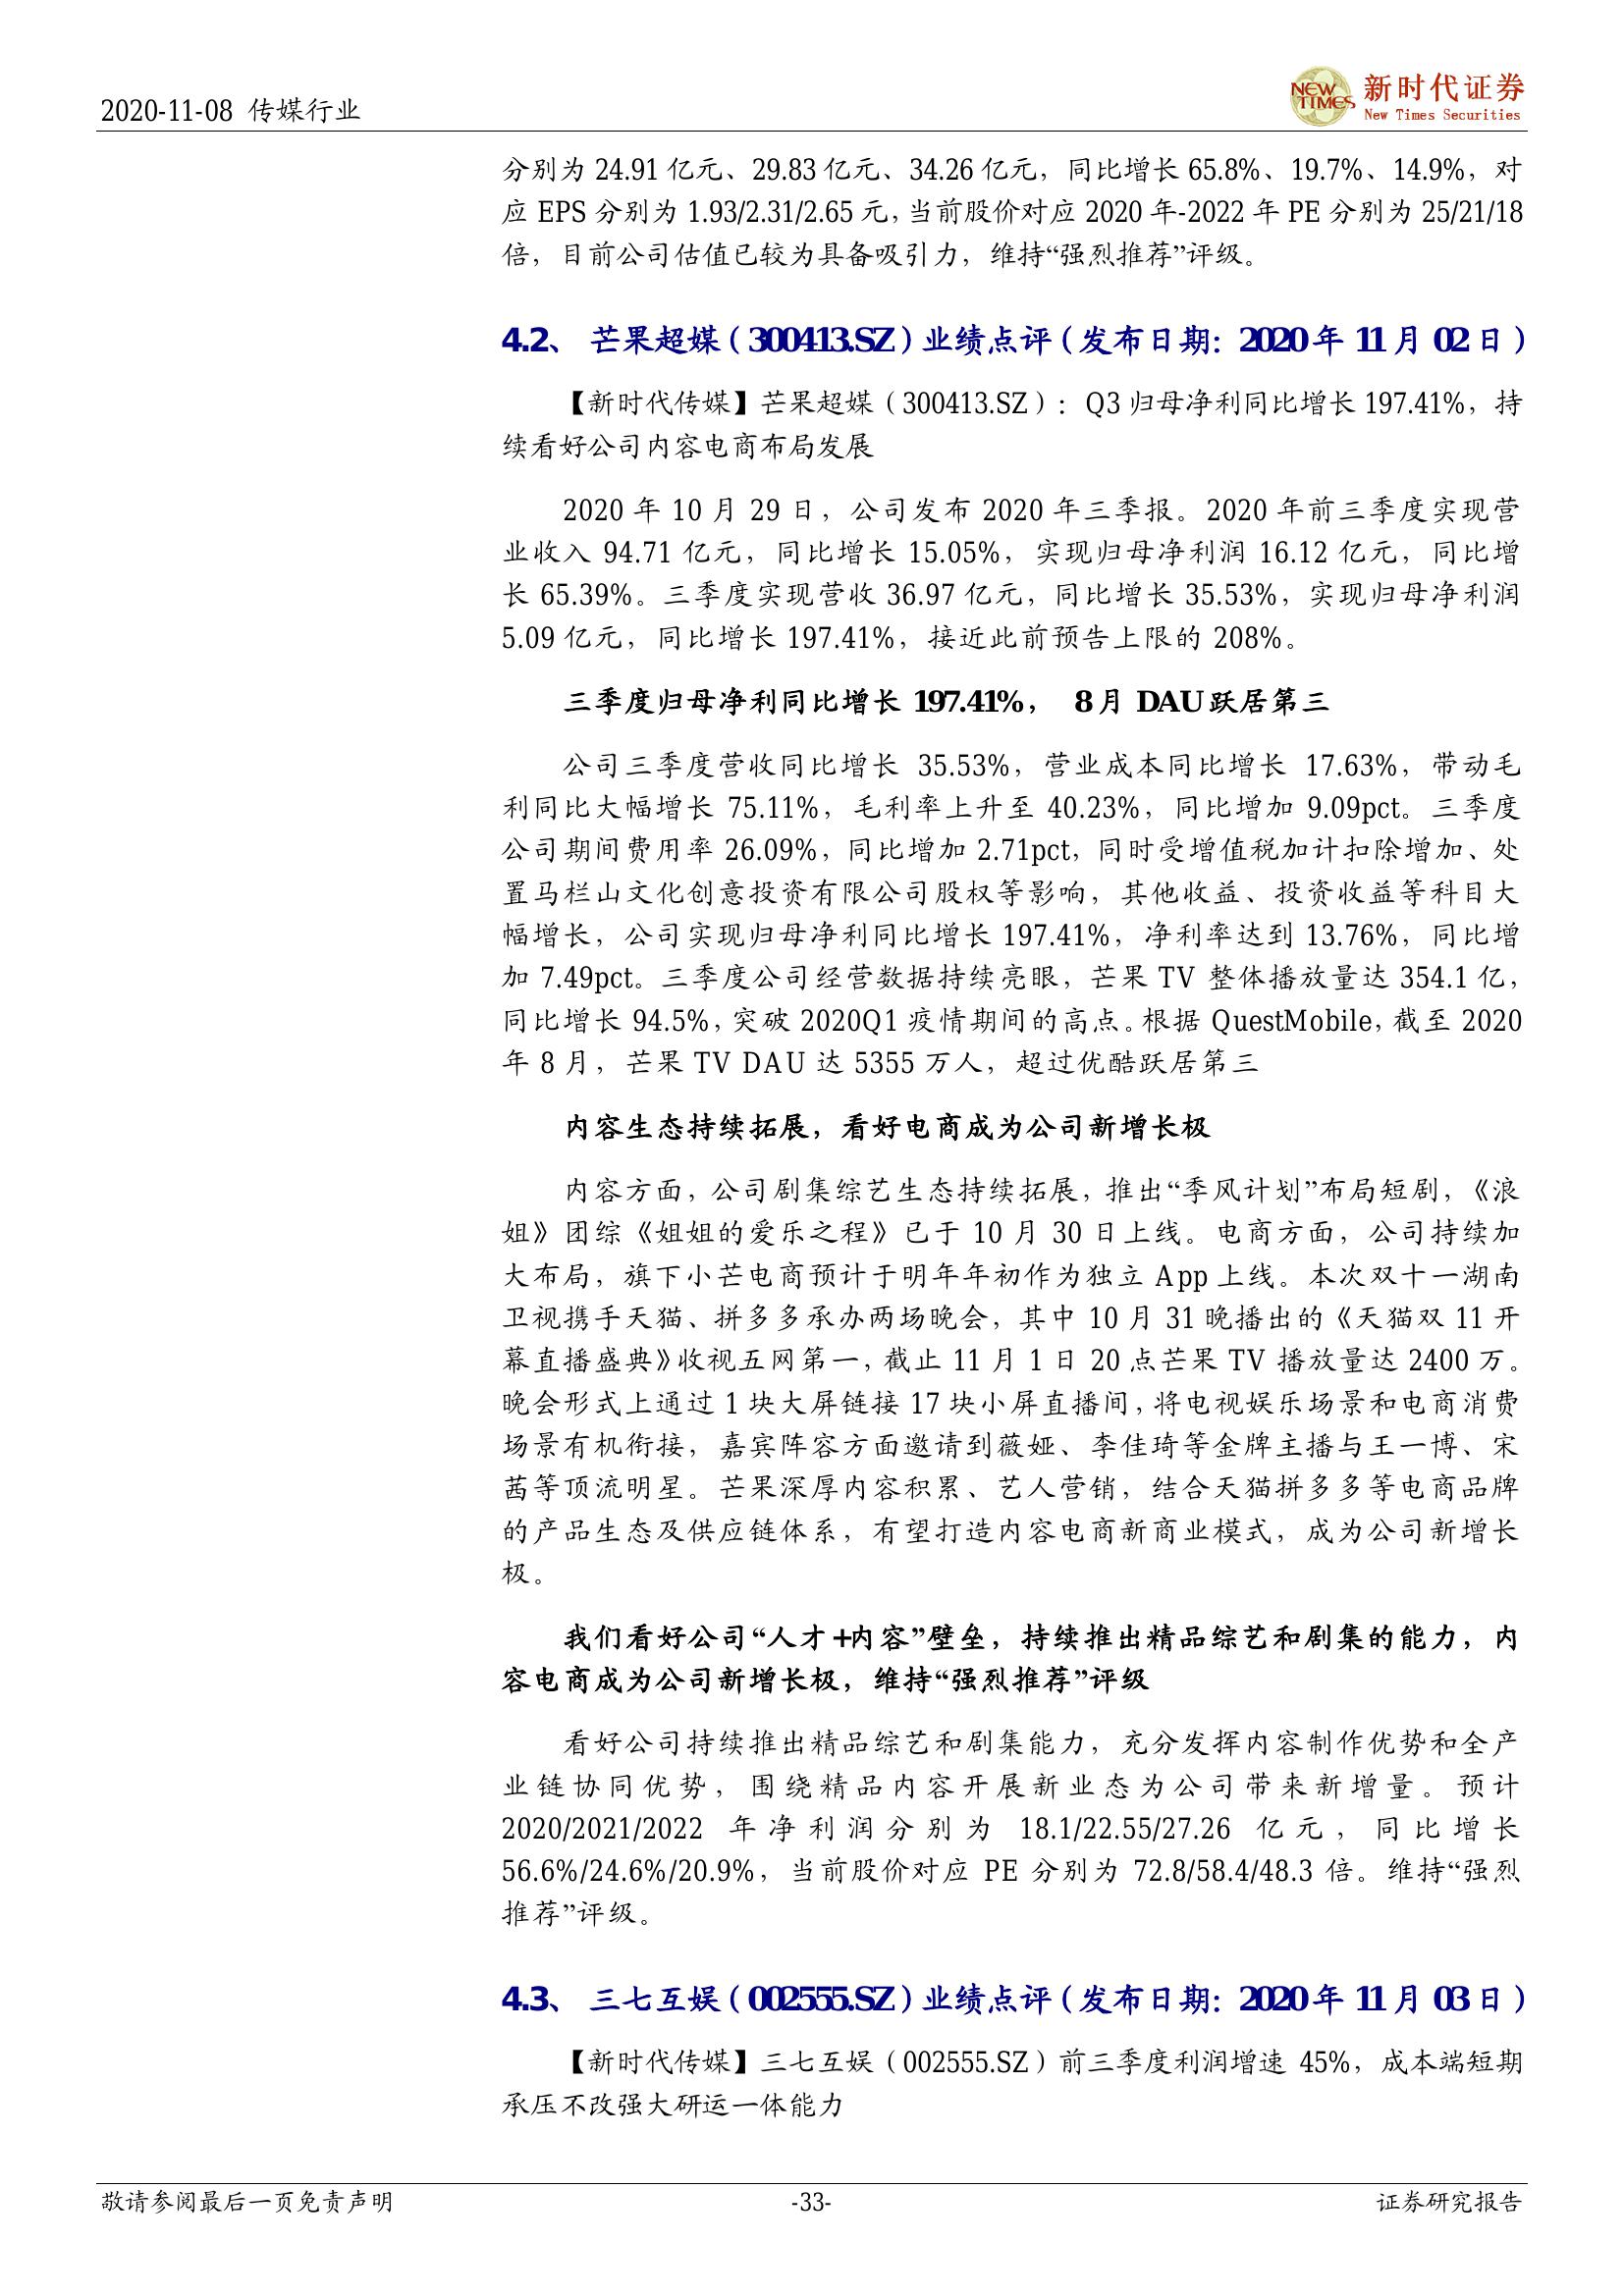 2020-11-08 传媒行业
NEW TIMES
新时代证券
New Times Securities
分别为 24.91 亿元、29.83 亿元、34.26 亿元，同比增长 65.8%、19.7%、14.9%，对
应 EPS 分别为 1.93/2.31/2.65 元，当前股价对应 2020 年-2022 年 PE 分别为 25/21/18
倍，目前公司估值已较为具备吸引力，维持“强烈推荐”评级。
4.2、 芒果超媒（300413.SZ）业绩点评（发布日期：2020 年 11 月 02 日）
【新时代传媒】芒果超媒（300413.SZ）：Q3 归母净利同比增长 197.41%，持
续看好公司内容电商布局发展
2020 年 10 月 29 日，公司发布 2020 年三季报。2020 年前三季度实现营
业收入 94.71 亿元，同比增长 15.05%，实现归母净利润 16.12 亿元，同比增
长 65.39%。三季度实现营收 36.97 亿元，同比增长 35.53%，实现归母净利润
5.09 亿元，同比增长 197.41%，接近此前预告上限的 208%。
三季度归母净利同比增长 197.41%， 8 月 DAU 跃居第三
公司三季度营收同比增长 35.53%，营业成本同比增长 17.63%，带动毛
利同比大幅增长 75.11%，毛利率上升至 40.23%，同比增加 9.09pct。三季度
公司期间费用率 26.09%，同比增加 2.71pct，同时受增值税加计扣除增加、处
置马栏山文化创意投资有限公司股权等影响，其他收益、投资收益等科目大
幅增长，公司实现归母净利同比增长 197.41%，净利率达到 13.76%，同比增
加 7.49pct。三季度公司经营数据持续亮眼，芒果 TV 整体播放量达 354.1 亿，
同比增长 94.5%，突破 2020Q1 疫情期间的高点。根据 QuestMobile，截至 2020
年 8 月，芒果 TV DAU 达 5355 万人，超过优酷跃居第三
内容生态持续拓展，看好电商成为公司新增长极
内容方面，公司剧集综艺生态持续拓展，推出“季风计划”布局短剧，《浪
姐》团综《姐姐的爱乐之程》已于 10 月 30 日上线。电商方面，公司持续加
大布局，旗下小芒电商预计于明年年初作为独立 App 上线。本次双十一湖南
卫视携手天猫、拼多多承办两场晚会，其中 10 月 31 晚播出的《天猫双 11 开
幕直播盛典》收视五网第一，截止 11 月 1 日 20 点芒果 TV 播放量达 2400 万。
晚会形式上通过 1 块大屏链接 17 块小屏直播间，将电视娱乐场景和电商消费
场景有机衔接，嘉宾阵容方面邀请到薇娅、李佳琦等金牌主播与王一博、宋
茜等顶流明星。芒果深厚内容积累、艺人营销，结合天猫拼多多等电商品牌
的产品生态及供应链体系，有望打造内容电商新商业模式，成为公司新增长
极。
我们看好公司“人才+内容”壁垒，持续推出精品综艺和剧集的能力，内
容电商成为公司新增长极，维持“强烈推荐”评级
看好公司持续推出精品综艺和剧集能力，充分发挥内容制作优势和全产
业链协同优势，围绕精品内容开展新业态为公司带来新增量。预计
2020/2021/2022 年净利润分别为 18.1/22.55/27.26 亿元，同比增长
56.6%/24.6%/20.9%，当前股价对应 PE 分别为 72.8/58.4/48.3 倍。维持“强烈
推荐”评级。
4.3、 三七互娱（002555.SZ）业绩点评（发布日期：2020 年 11 月 03 日）
【新时代传媒】三七互娱（002555.SZ）前三季度利润增速 45%，成本端短期
承压不改强大研运一体能力
敬请参阅最后一页免责声明
-33-
证券研究报告